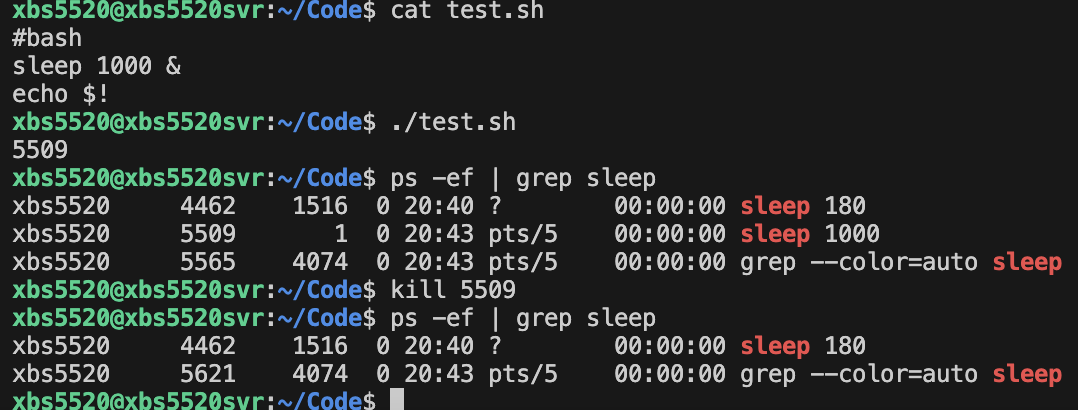 xbs5520@xbs5520svr:~/Code$ cat test.sh
#bash
sleep 1000 &
echo $!
xbs5520@xbs5520svr:~/Code$ ./test.sh
5509
xbs5520@xbs5520svr:~/Code$ ps -ef | grep sleep
xbs5520     4462    1516  0 20:40 ?        00:00:00 sleep 180
xbs5520     5509       1  0 20:43 pts/5    00:00:00 sleep 1000
xbs5520     5565    4074  0 20:43 pts/5    00:00:00 grep --color=auto sleep
xbs5520@xbs5520svr:~/Code$ kill 5509
xbs5520@xbs5520svr:~/Code$ ps -ef | grep sleep
xbs5520     4462    1516  0 20:40 ?        00:00:00 sleep 180
xbs5520     5621    4074  0 20:43 pts/5    00:00:00 grep --color=auto sleep
xbs5520@xbs5520svr:~/Code$